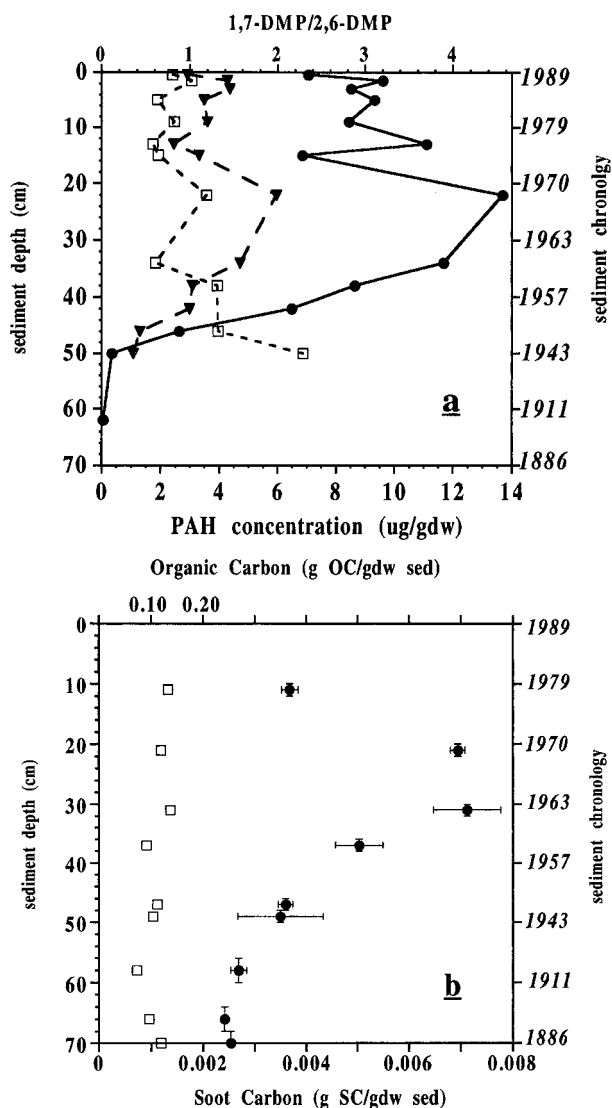 1,7-DMP/2,6-DMP
0 1 2 3 4
0 10 20 30 40 50 60 70
sediment depth (cm)
1989 1979 1970 1963 1957 1943 1911 1886
sediment chronolgy
a
0 2 4 6 8 10 12 14
PAH concentration (ug/gdw)
Organic Carbon (g OC/gdw sed)
0.10 0.20
0 10 20 30 40 50 60 70
sediment depth (cm)
1989 1979 1970 1963 1957 1943 1911 1886
sediment chronology
b
0 0.002 0.004 0.006 0.008
Soot Carbon (g SC/gdw sed)